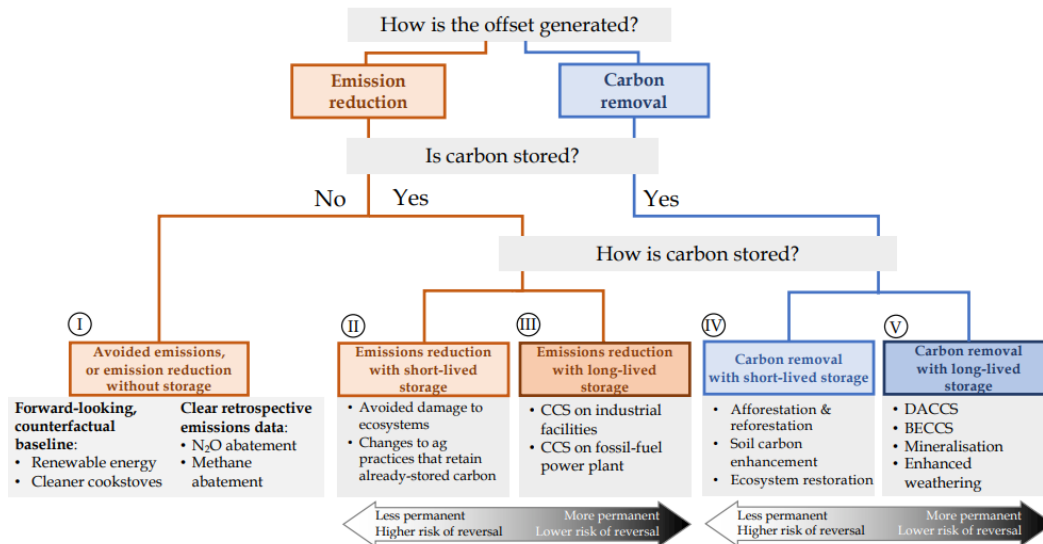 How is the offset generated?
Emission
reduction
Carbon
removal
Is carbon stored?
No
Yes
Yes
How is carbon stored?
I
Avoided emissions,
or emission reduction
without storage
Forward-looking,
counterfactual
baseline:
• Renewable energy
• Cleaner cookstoves
Clear retrospective
emissions data:
• N₂O abatement
• Methane
abatement
II
Emissions reduction
with short-lived
storage
• Avoided damage to
ecosystems
• Changes to ag
practices that retain
already-stored carbon
III
Emissions reduction
with long-lived
storage
• CCS on industrial
facilities
• CCS on fossil-fuel
power plant
Less permanent
Higher risk of reversal
More permanent
Lower risk of reversal
IV
Carbon removal
with short-lived storage
• Afforestation &
reforestation
• Soil carbon
enhancement
• Ecosystem restoration
V
Carbon removal
with long-lived
storage
• DACCS
• BECCS
• Mineralisation
• Enhanced
weathering
Less permanent
Higher risk of reversal
More permanent
Lower risk of reversal